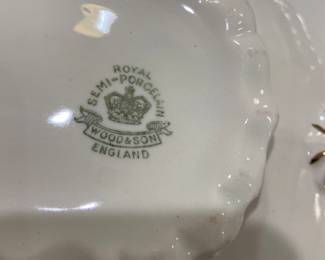 ROYAL
SEMI-PORCELAIN
WOOD & SON
ENGLAND